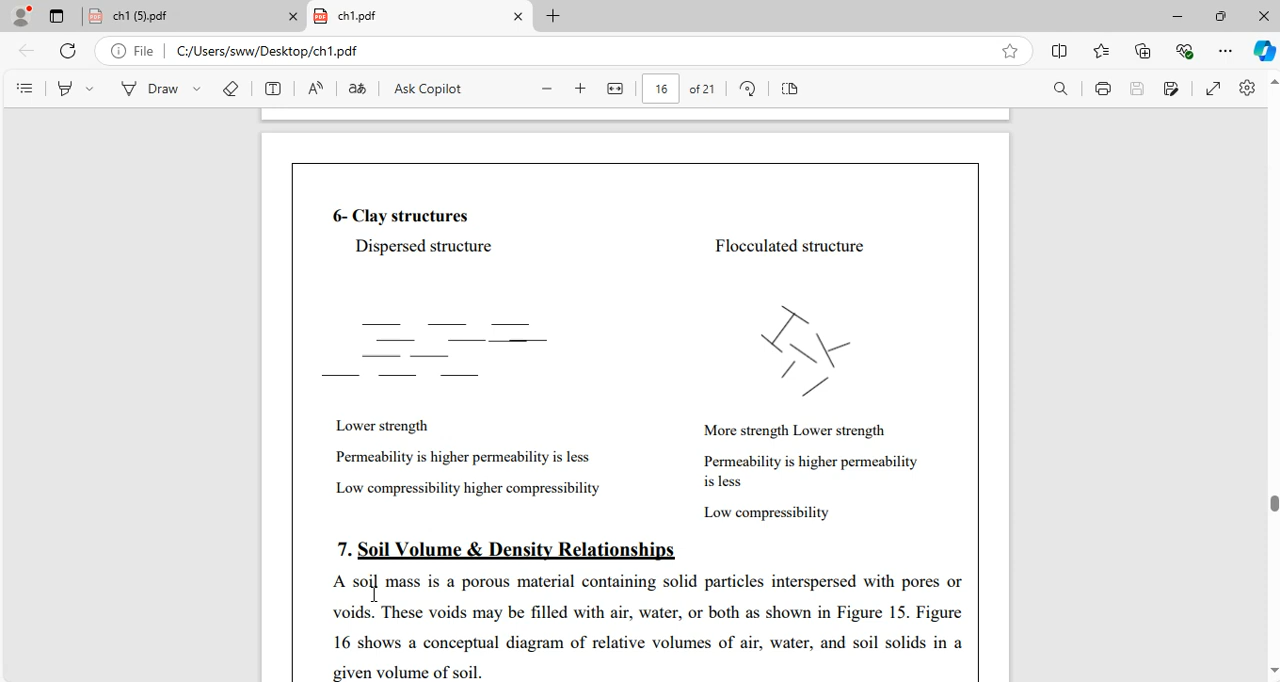 ch1 (5).pdf
ch1.pdf
File
C:/Users/sww/Desktop/ch1.pdf
Draw
aあ
Ask Copilot
16
of 21
6- Clay structures
Dispersed structure
Flocculated structure
Lower strength
Permeability is higher permeability is less
Low compressibility higher compressibility
More strength Lower strength
Permeability is higher permeability
is less
Low compressibility
7. Soil Volume & Density Relationships
A soil mass is a porous material containing solid particles interspersed with pores or
voids. These voids may be filled with air, water, or both as shown in Figure 15. Figure
16 shows a conceptual diagram of relative volumes of air, water, and soil solids in a
given volume of soil.